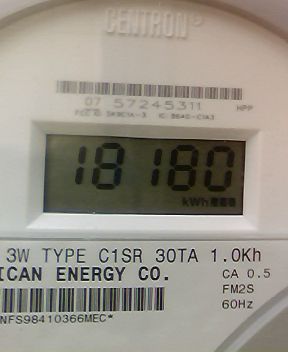 CENTRON®
07 57245311 HPP
18180
kWh
3W TYPE C1SR 30TA 1.0Kh
ICAN ENERGY CO.
CA 0.5
FM2S
60Hz
NFS98410366MEC*